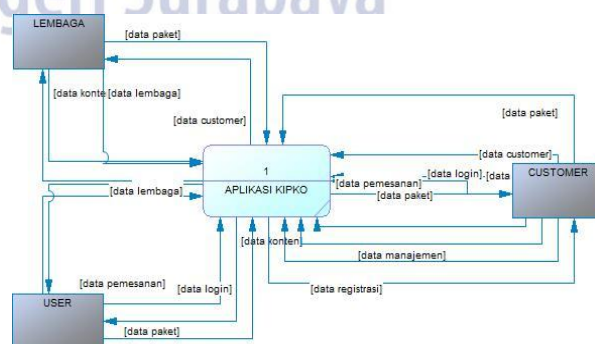 gen Surabaya
LEMBAGA
[data paket]
[data konte
[data lembaga]
[data paket]
[data customer]
1
APLIKASI KIPKO
[data customer]
[data login]
[data
CUSTOMER
[data pemesanan]
[data paket]
[data lembaga]
[data konten]
[data manajemen]
[data pemesanan]
[data login]
[data registrasi]
USER
[data paket]